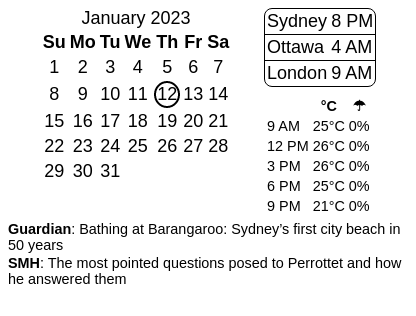 January 2023
Su Mo Tu We Th Fr Sa
1 2 3 4 5 6 7
8 9 10 11 12 13 14
15 16 17 18 19 20 21
22 23 24 25 26 27 28
29 30 31
Sydney 8 PM
Ottawa 4 AM
London 9 AM
°C ☂
9 AM 25°C 0%
12 PM 26°C 0%
3 PM 26°C 0%
6 PM 25°C 0%
9 PM 21°C 0%
Guardian: Bathing at Barangaroo: Sydney’s first city beach in
50 years
SMH: The most pointed questions posed to Perrottet and how
he answered them